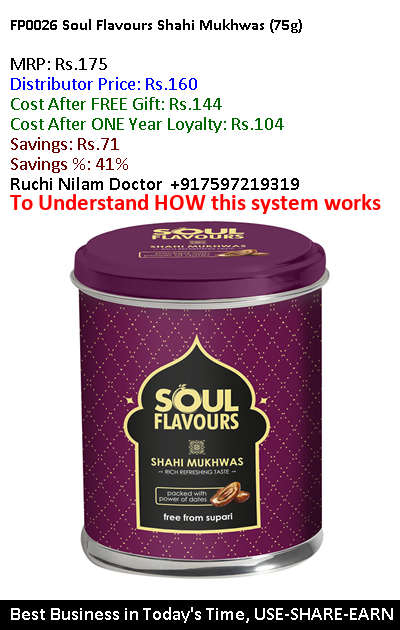 FP0026 Soul Flavours Shahi Mukhwas (75g)
MRP: Rs.175
Distributor Price: Rs.160
Cost After FREE Gift: Rs.144
Cost After ONE Year Loyalty: Rs.104
Savings: Rs.71
Savings %: 41%
Ruchi Nilam Doctor +917597219319
To Understand HOW this system works
SOUL
FLAVOURS
SHAHI MUKHWAS
SOUL
FLAVOURS
SHAHI MUKHWAS
RICH REFRESHING TASTE
packed with
power of dates
free from supari
Best Business in Today's Time, USE-SHARE-EARN